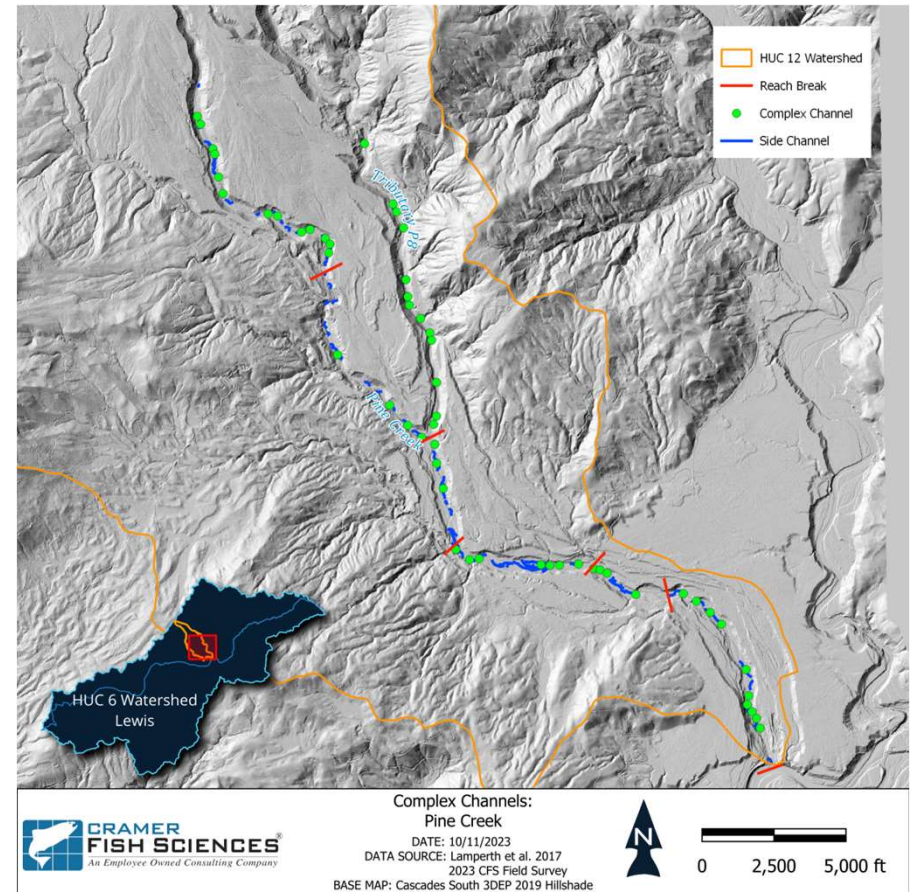 HUC 12 Watershed
Reach Break
Complex Channel
Side Channel
Tributary P8
Pine Creek
HUC 6 Watershed
Lewis
CRAMER
FISH SCIENCES®
An Employee Owned Consulting Company
Complex Channels:
Pine Creek
DATE: 10/11/2023
DATA SOURCE: Lamperth et al. 2017
2023 CFS Field Survey
BASE MAP: Cascades South 3DEP 2019 Hillshade
N
0 2,500 5,000 ft